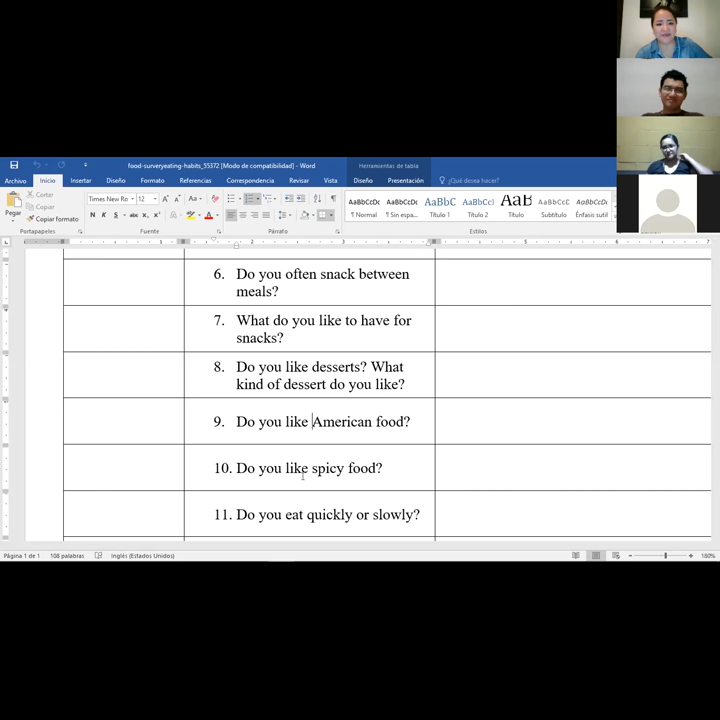 food-surveryeating-habits_55372 [Modo de compatibilidad] - Word
Herramientas de tabla
Archivo Inicio Insertar Diseño Formato Referencias Correspondencia Revisar Vista Diseño Presentación ¿Qué desea hacer?
Cortar
Copiar
Copiar formato
Pegar
Times New Ro 12
N K S abc x₂ x²
AaBbCcDc AaBbCcDc AaBbC AaBbCcl AaB AaBbCcC AaBbCcDc
¶ Normal ¶ Sin espa... Título 1 Título 2 Título Subtítulo Énfasis sutil
Portapapeles Fuente Párrafo Estilos
6. Do you often snack between
meals?
7. What do you like to have for
snacks?
8. Do you like desserts? What
kind of dessert do you like?
9. Do you like American food?
10. Do you like spicy food?
11. Do you eat quickly or slowly?
Página 1 de 1 108 palabras Inglés (Estados Unidos) 180%